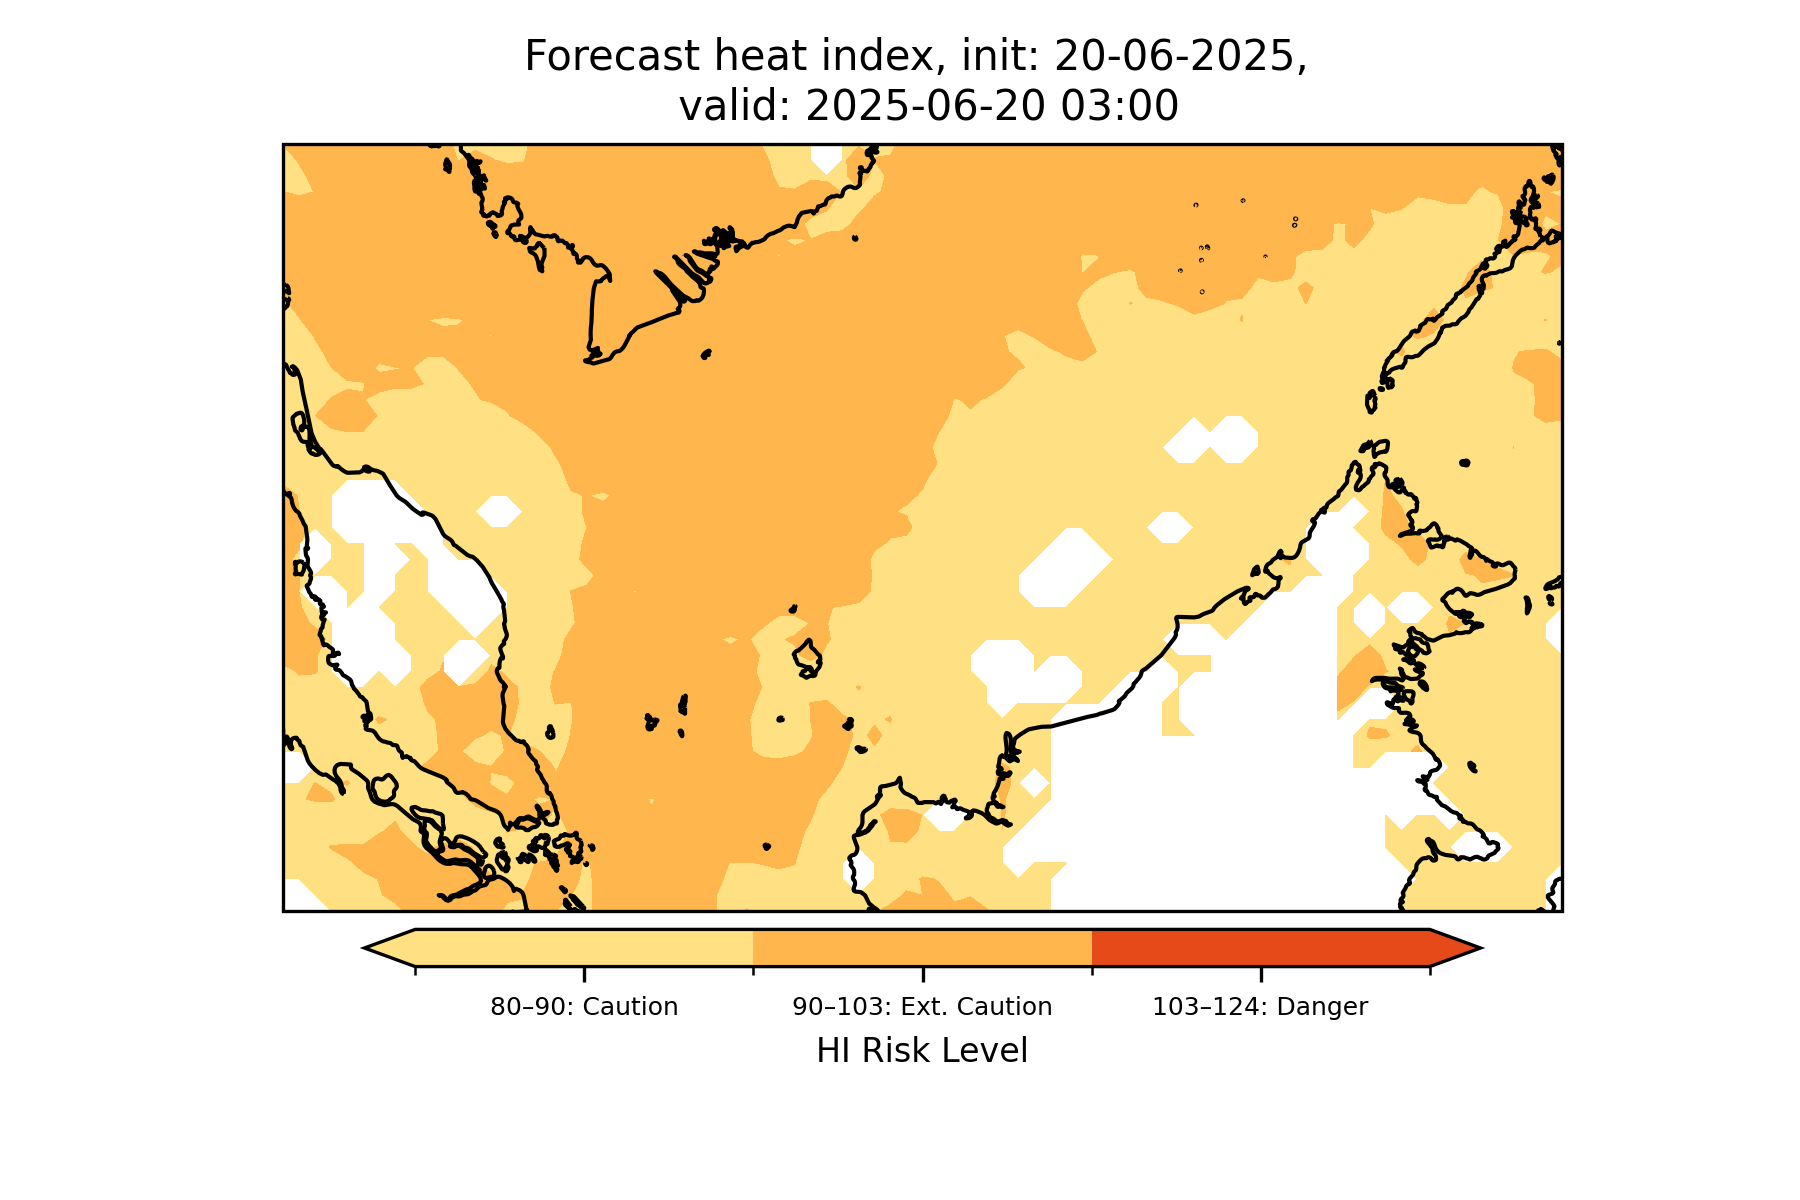 Forecast heat index, init: 20-06-2025,
valid: 2025-06-20 03:00
80–90: Caution
90–103: Ext. Caution
103–124: Danger
HI Risk Level